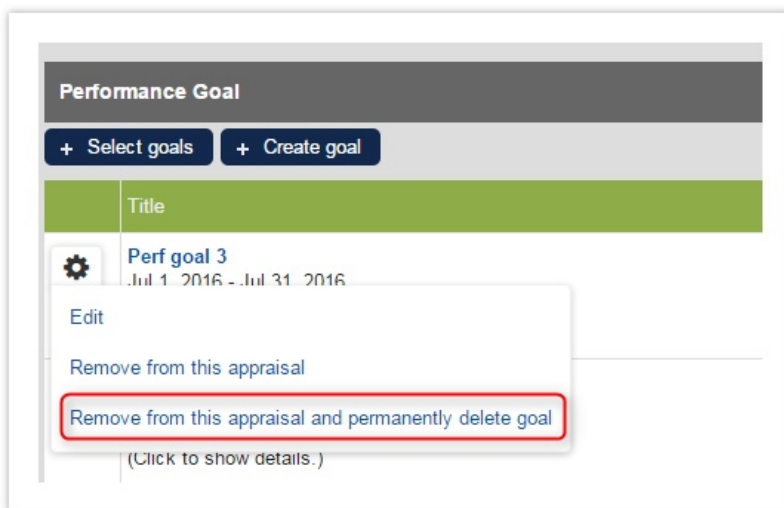 Performance Goal
+ Select goals + Create goal
Title
Perf goal 3
Jul 1, 2016 - Jul 31, 2016
Edit
Remove from this appraisal
Remove from this appraisal and permanently delete goal
(Click to show details.)